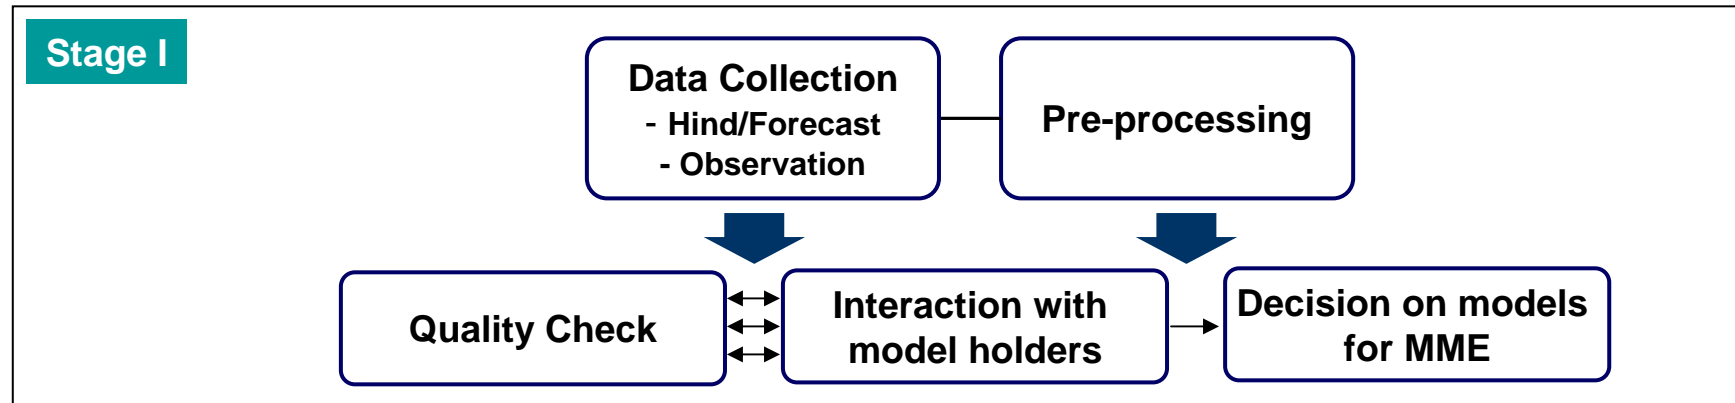 Stage I
Data Collection
- Hind/Forecast
- Observation
Pre-processing
Quality Check
Interaction with
model holders
Decision on models
for MME